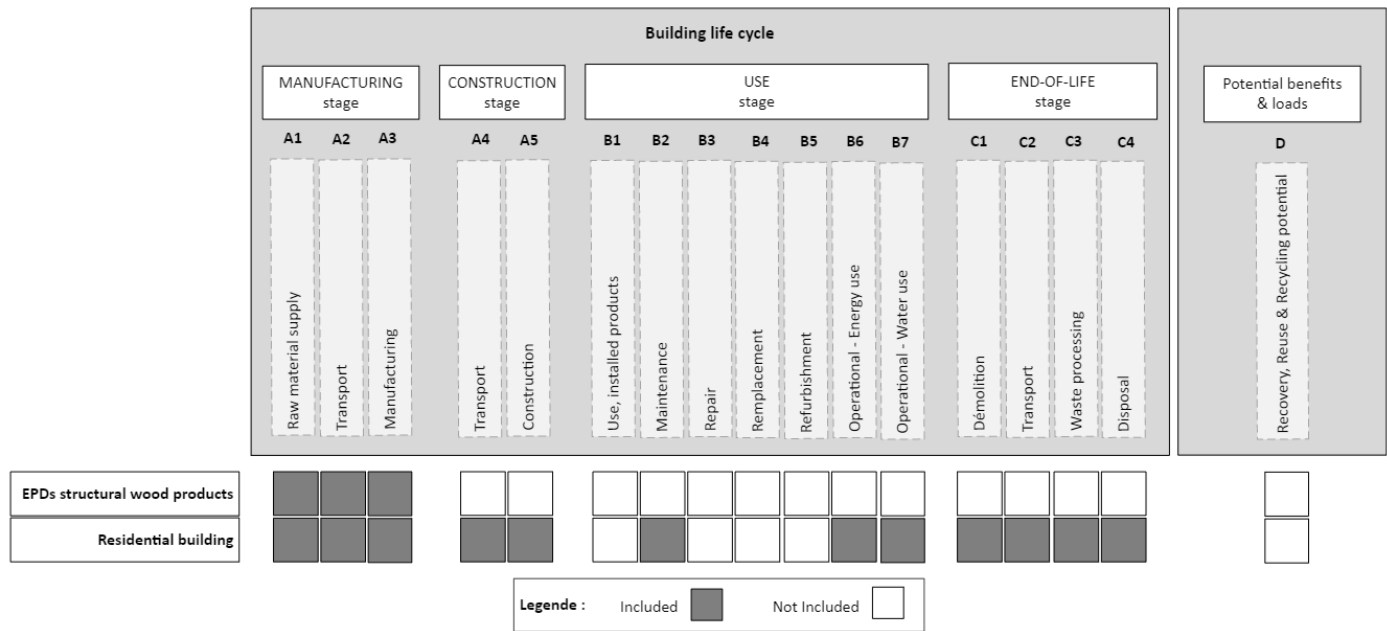 Building life cycle
MANUFACTURING
stage
CONSTRUCTION
stage
USE
stage
END-OF-LIFE
stage
Potential benefits
& loads
A1 A2 A3 A4 A5 B1 B2 B3 B4 B5 B6 B7 C1 C2 C3 C4 D
Raw material supply
Transport
Manufacturing
Transport
Construction
Use, installed products
Maintenance
Repair
Remplacement
Refurbishment
Operational - Energy use
Operational - Water use
Démolition
Transport
Waste processing
Disposal
Recovery, Reuse & Recycling potential
EPDs structural wood products
Residential building
Legende : Included Not Included